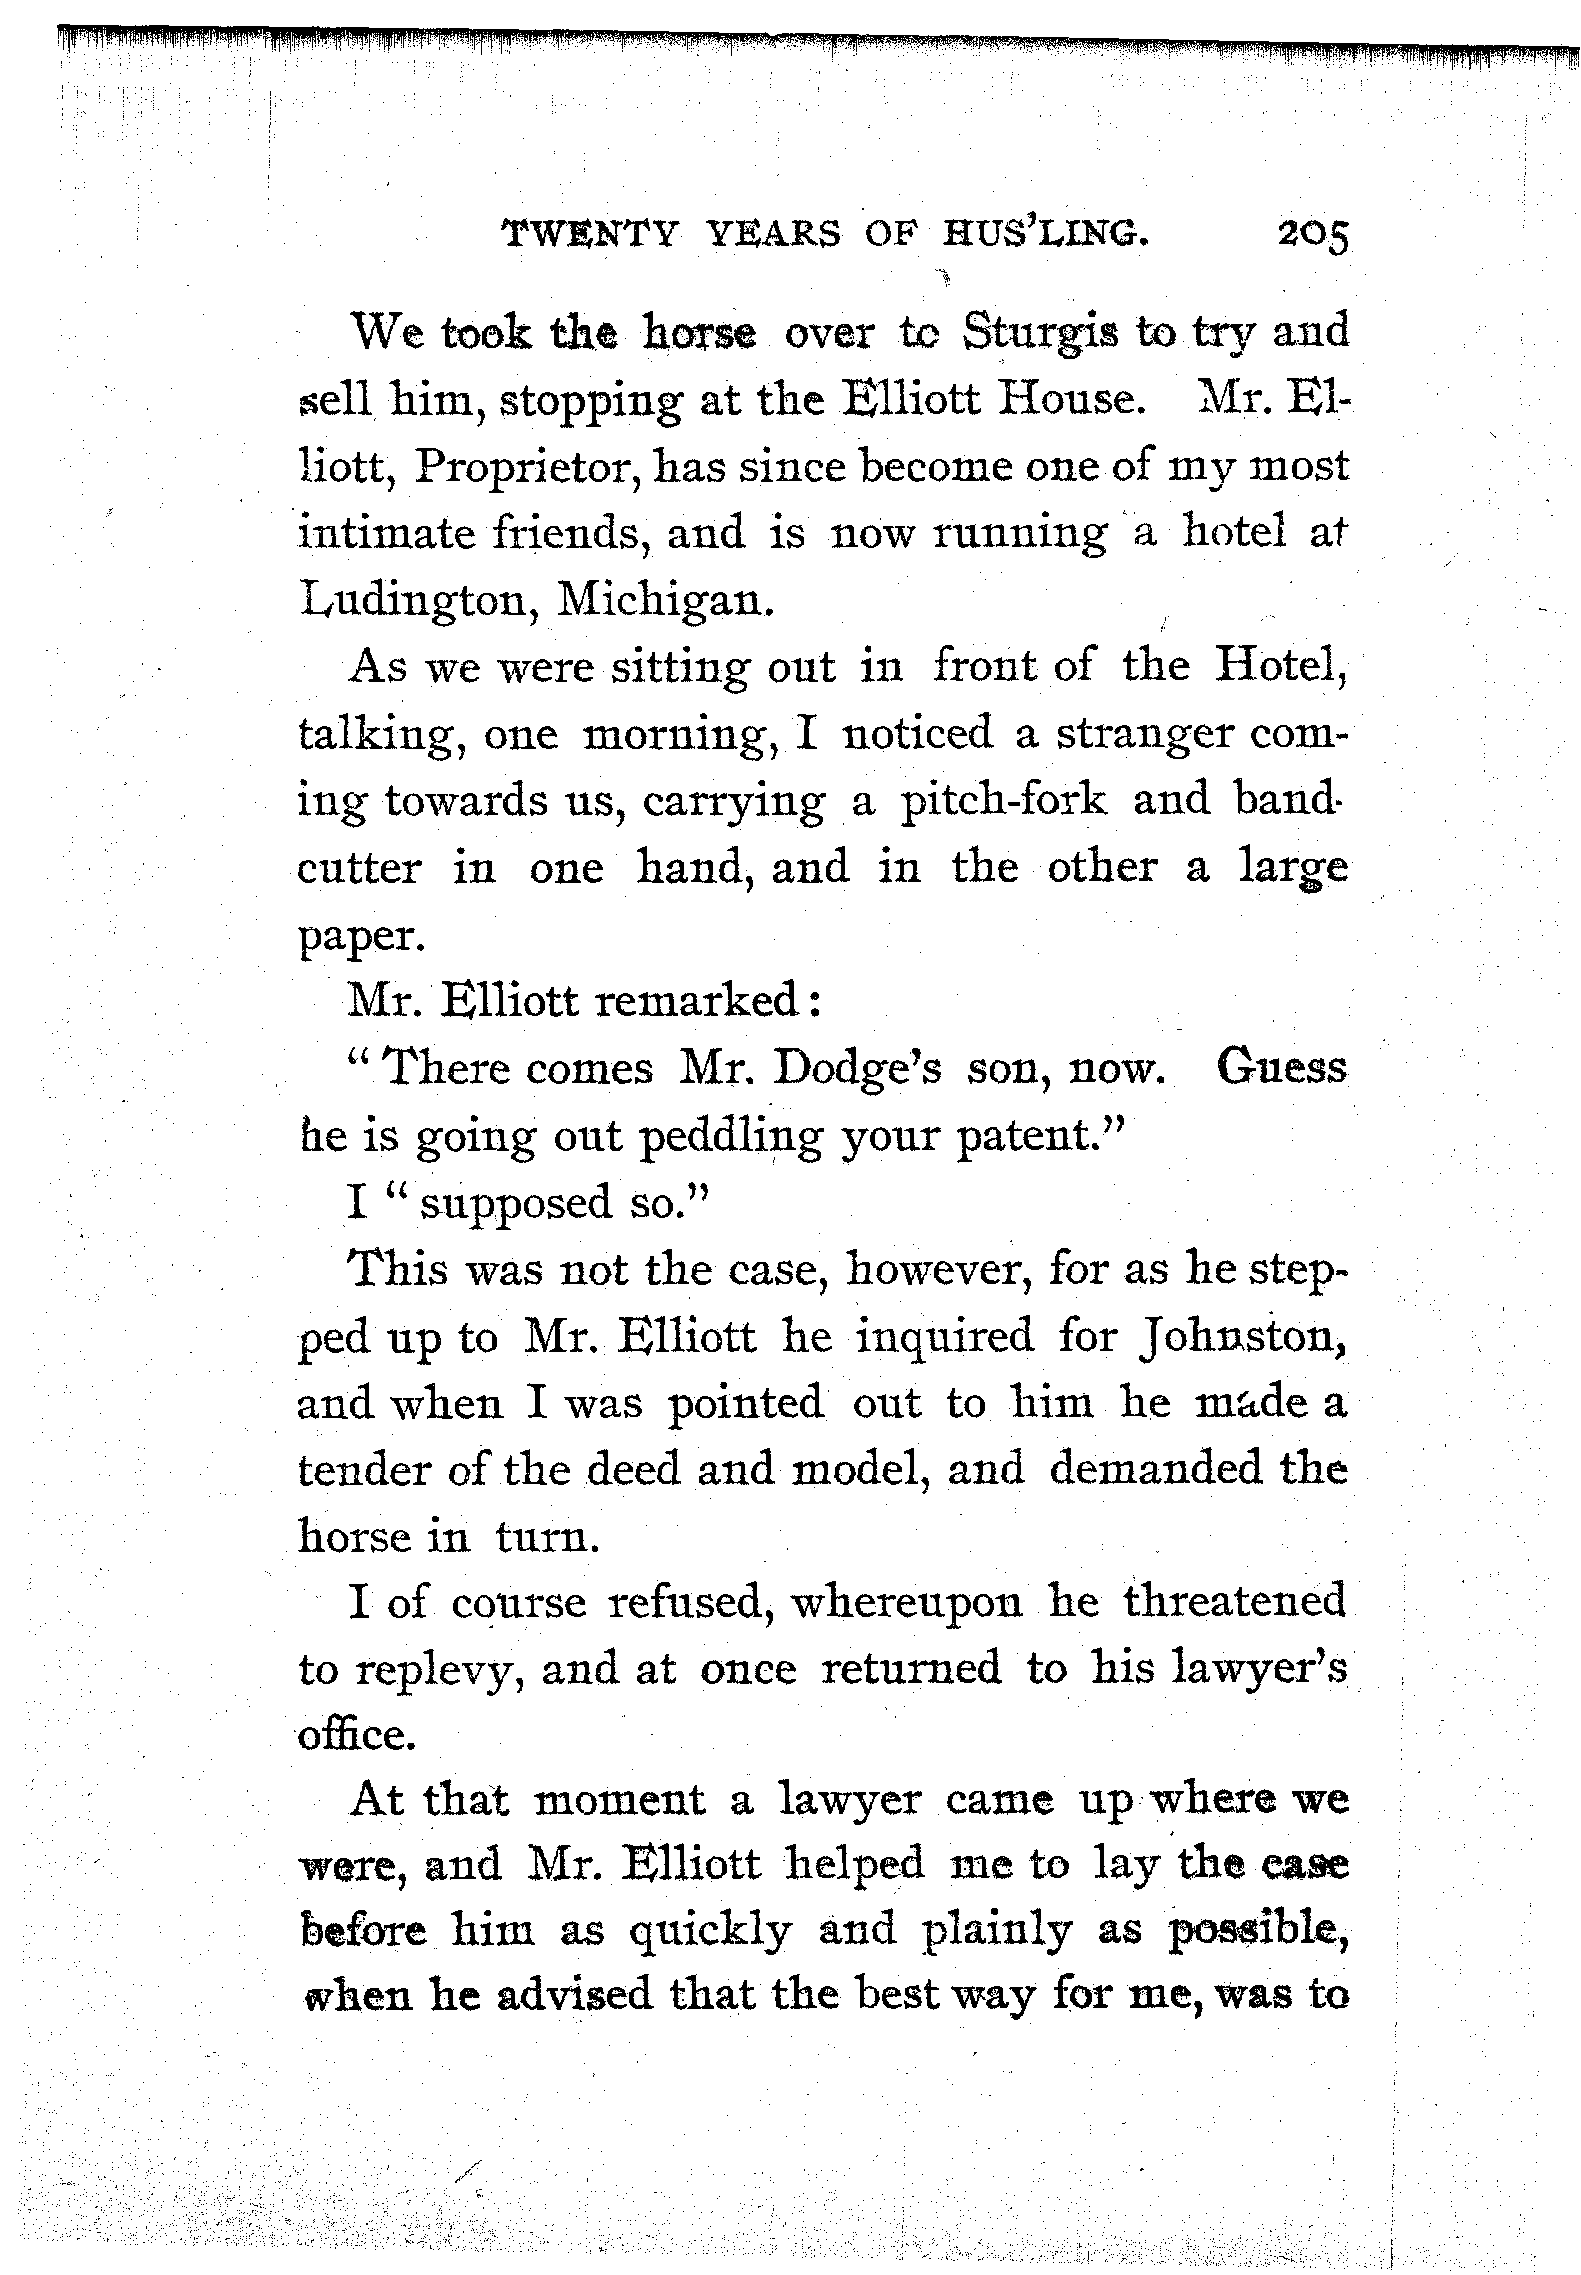 TWENTY YEARS OF HUS'LING. 205
We took the horse over to Sturgis to try and
sell him, stopping at the Elliott House. Mr. El-
liott, Proprietor, has since become one of my most
intimate friends, and is now running a hotel at
Ludington, Michigan.
As we were sitting out in front of the Hotel,
talking, one morning, I noticed a stranger com-
ing towards us, carrying a pitch-fork and band-
cutter in one hand, and in the other a large
paper.
Mr. Elliott remarked:
"There comes Mr. Dodge's son, now. Guess
he is going out peddling your patent."
I "supposed so."
This was not the case, however, for as he step-
ped up to Mr. Elliott he inquired for Johnston,
and when I was pointed out to him he made a
tender of the deed and model, and demanded the
horse in turn.
I of course refused, whereupon he threatened
to replevy, and at once returned to his lawyer's
office.
At that moment a lawyer came up where we
were, and Mr. Elliott helped me to lay the case
before him as quickly and plainly as possible,
when he advised that the best way for me, was to